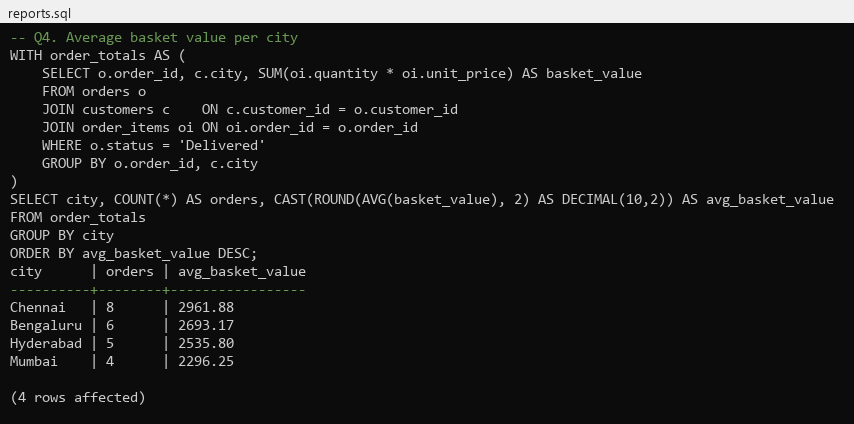 reports.sql
-- Q4. Average basket value per city
WITH order_totals AS (
    SELECT o.order_id, c.city, SUM(oi.quantity * oi.unit_price) AS basket_value
    FROM orders o
    JOIN customers c    ON c.customer_id = o.customer_id
    JOIN order_items oi ON oi.order_id = o.order_id
    WHERE o.status = 'Delivered'
    GROUP BY o.order_id, c.city
)
SELECT city, COUNT(*) AS orders, CAST(ROUND(AVG(basket_value), 2) AS DECIMAL(10,2)) AS avg_basket_value
FROM order_totals
GROUP BY city
ORDER BY avg_basket_value DESC;
city      | orders | avg_basket_value
----------+--------+-----------------
Chennai   | 8      | 2961.88
Bengaluru | 6      | 2693.17
Hyderabad | 5      | 2535.80
Mumbai    | 4      | 2296.25
(4 rows affected)